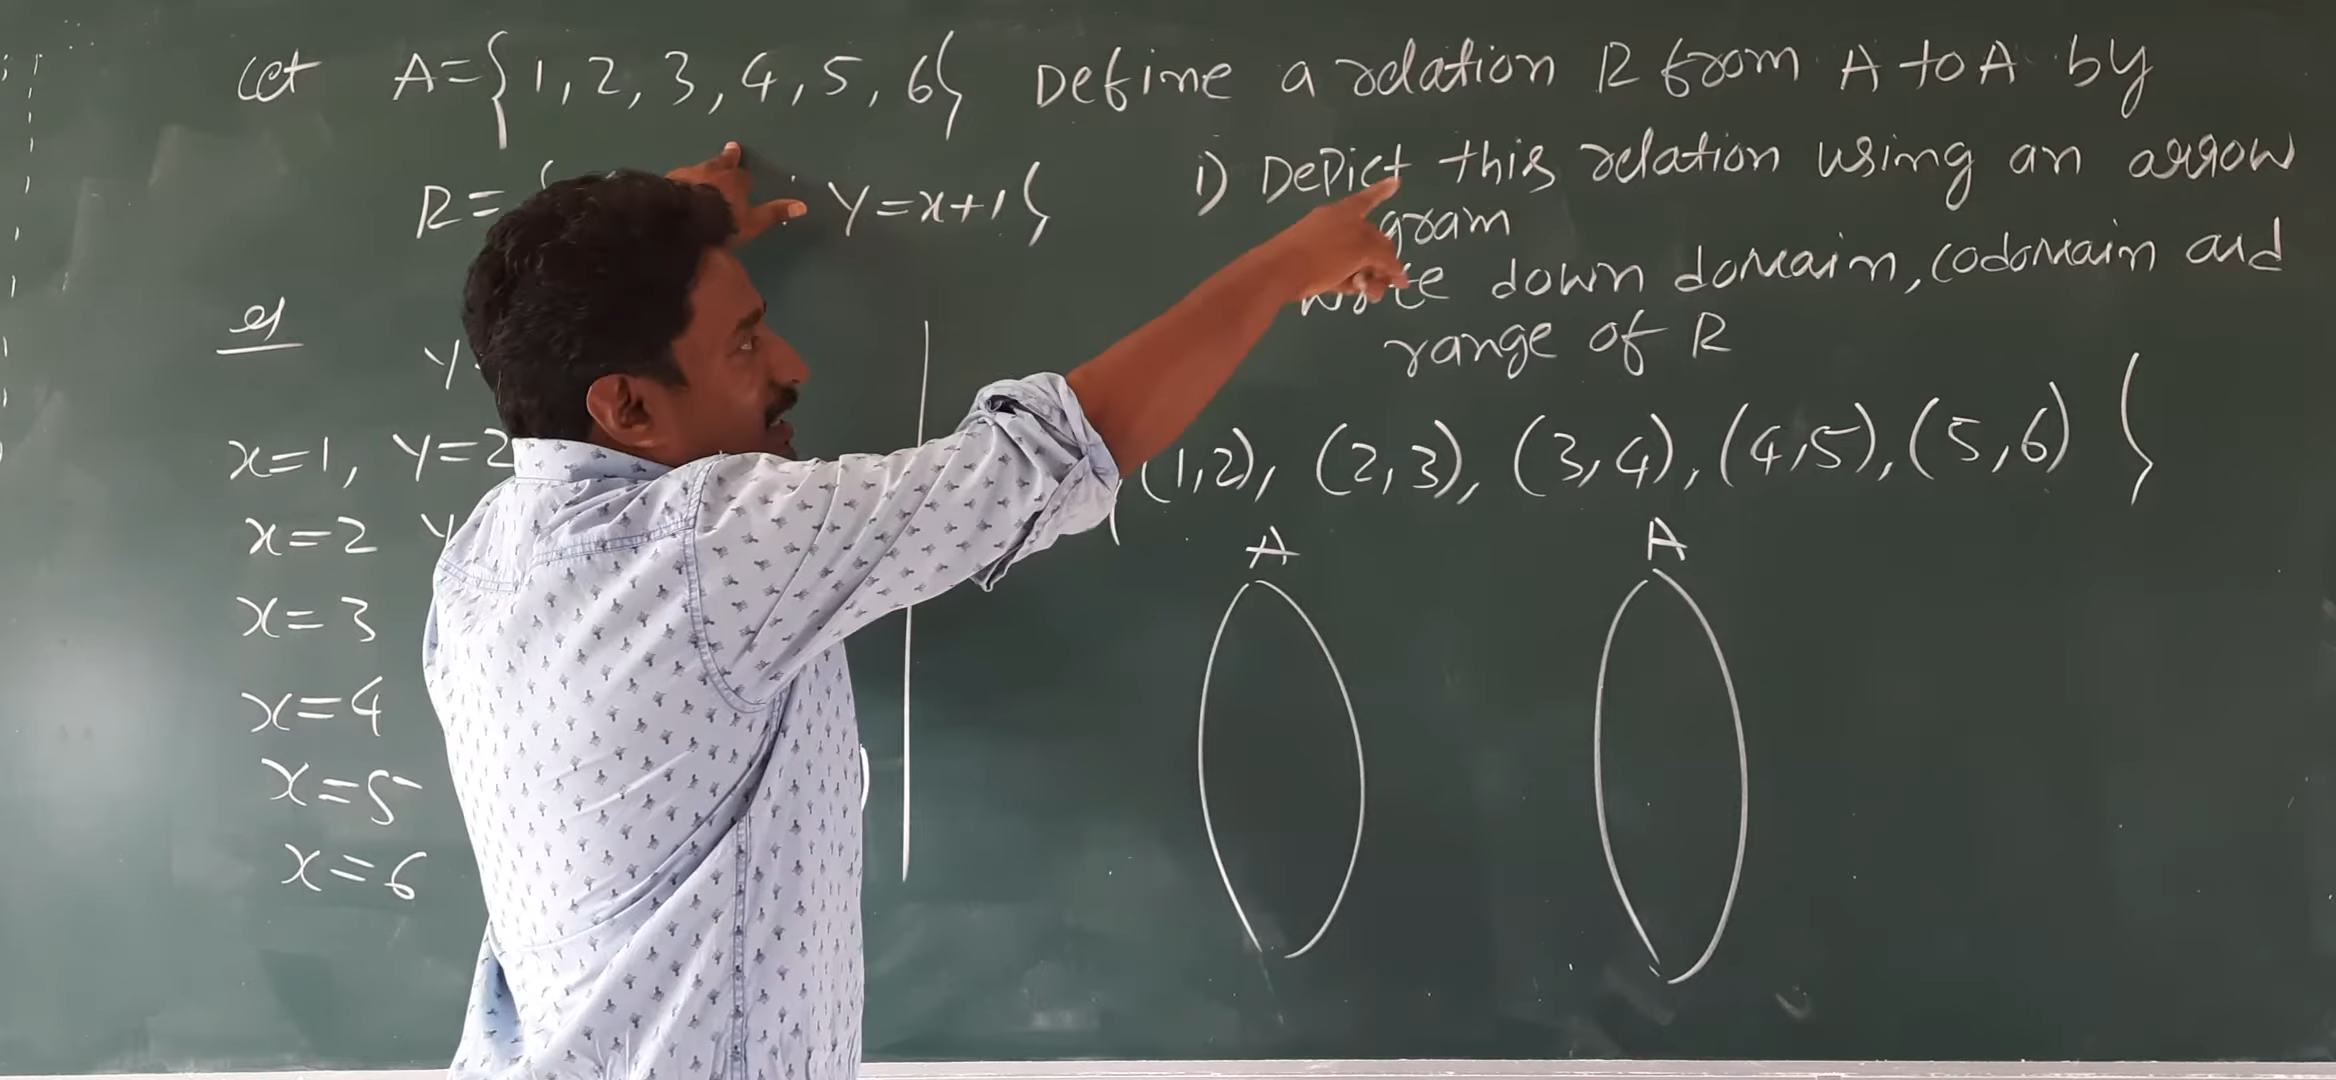 Let A={1,2,3,4,5,6} Define a relation R from A to A by
R={ : y=x+1}
i) Depict this relation using an arrow
gram
write down domain, codomain and
range of R
y
x=1, y=2
x=2 y
x=3
x=4
x=5
x=6
{(1,2), (2,3), (3,4), (4,5), (5,6)}
A A